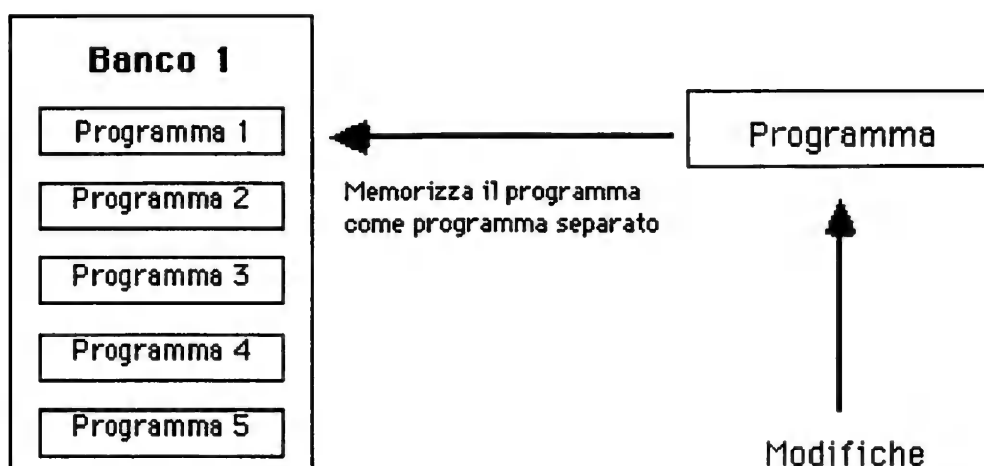 Banco 1
Programma 1
Programma 2
Programma 3
Programma 4
Programma 5
Memorizza il programma
come programma separato
Programma
Modifiche